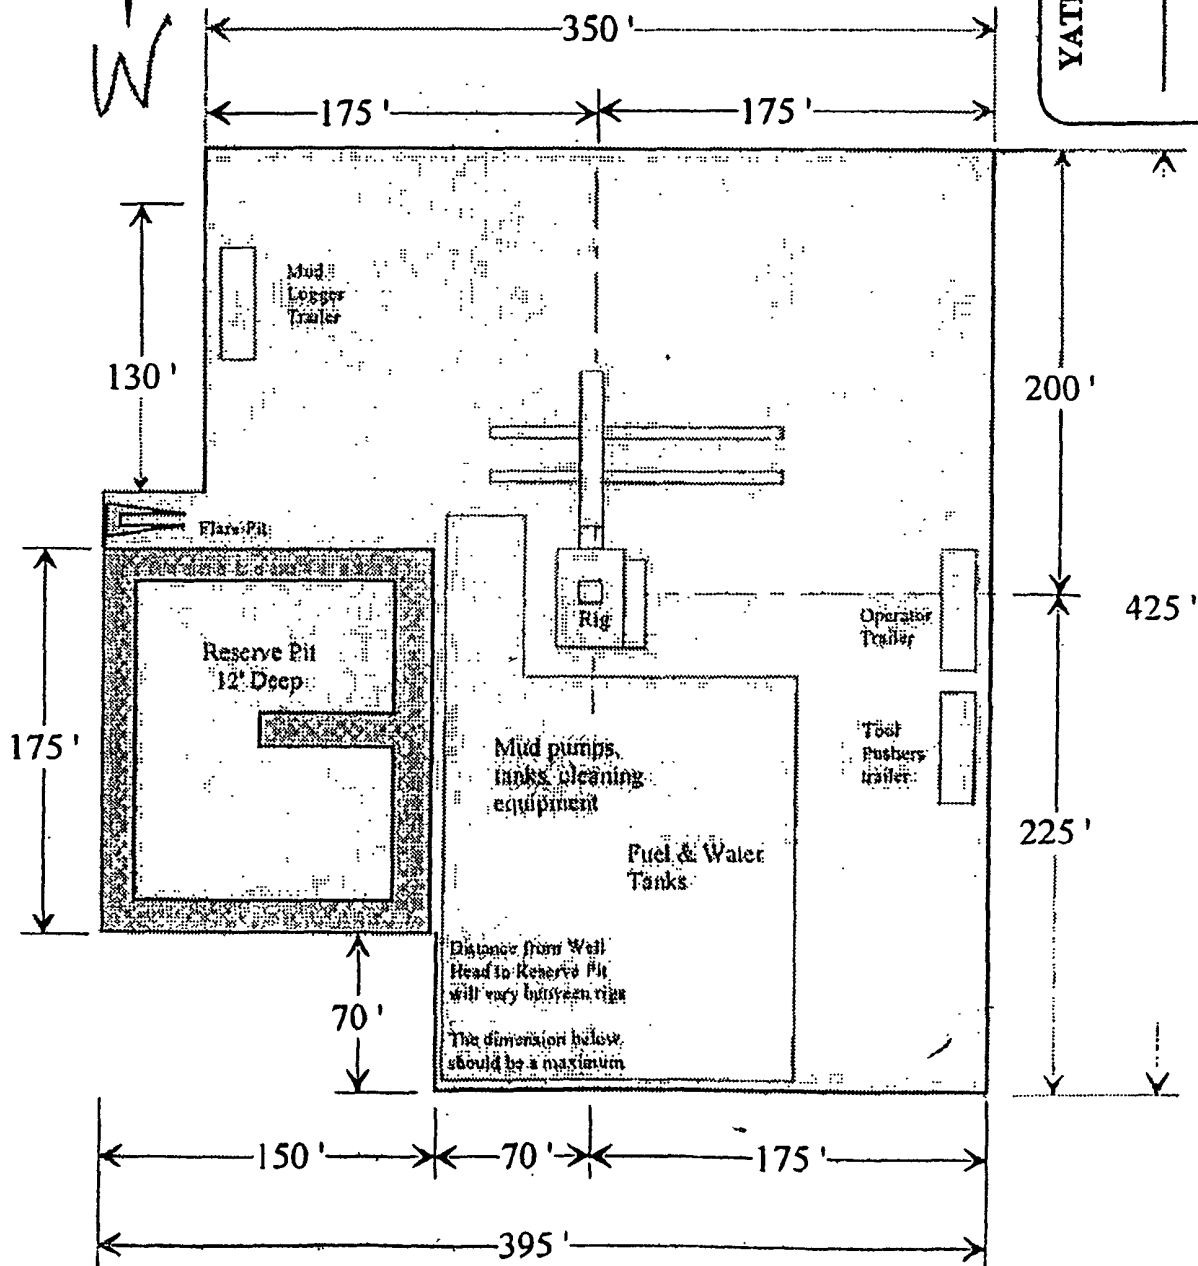 W
350 '
YATE
175 '
175 '
Mud
Logger
Trailer
130 '
200 '
Flare Pit
Rig
Operator
Trailer
425 '
Reserve Pit
12' Deep
175 '
Mud pumps,
tanks, cleaning
equipment
Tool
Pushers
trailer
225 '
Fuel & Water
Tanks
Distance from Well
Head to Reserve Pit
will vary between rigs
70 '
The dimension below
should be a maximum
150 '
70 '
175 '
395 '